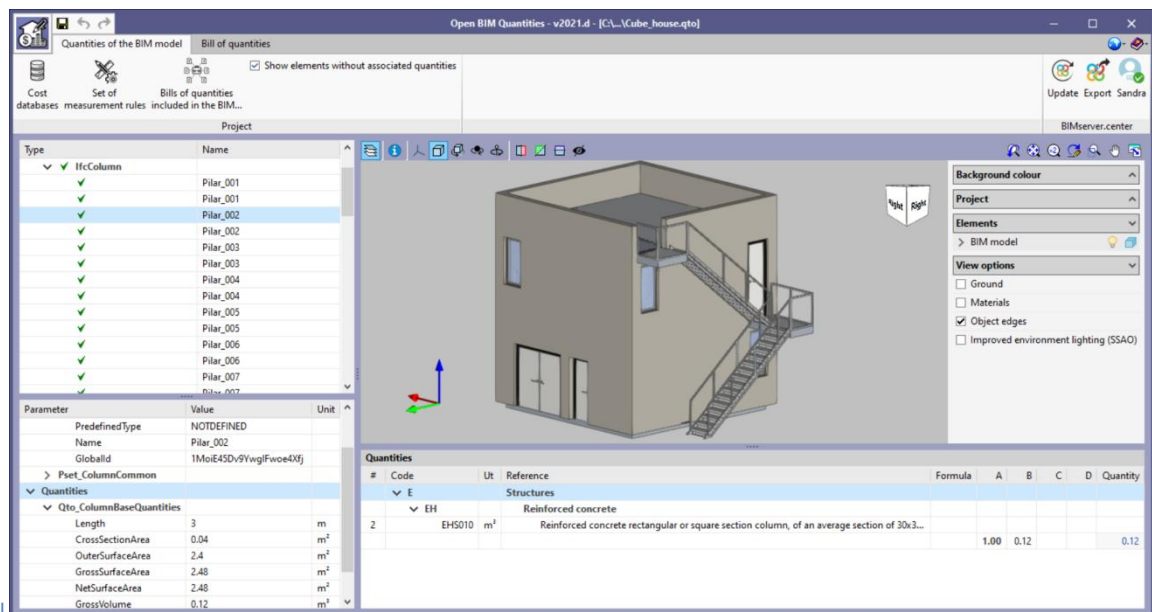 Open BIM Quantities - v2021.d - [C:\...\Cube_house.qto]
Quantities of the BIM model Bill of quantities
Show elements without associated quantities
Cost databases
Set of measurement rules
Bills of quantities included in the BIM...
Update Export Sandra
Project
BIMserver.center
Type Name
IfcColumn
Pilar_001
Pilar_001
Pilar_002
Pilar_002
Pilar_003
Pilar_003
Pilar_004
Pilar_004
Pilar_005
Pilar_005
Pilar_006
Pilar_006
Pilar_007
Pilar_007
Right Right
Background colour
Project
Elements
BIM model
View options
Ground
Materials
Object edges
Improved environment lighting (SSAO)
Parameter Value Unit
PredefinedType NOTDEFINED
Name Pilar_002
GlobalId
Pset_ColumnCommon
Quantities
Qto_ColumnBaseQuantities
Length 3 m
CrossSectionArea 0.04 m²
OuterSurfaceArea 2.4 m²
GrossSurfaceArea 2.48 m²
NetSurfaceArea 2.48 m²
GrossVolume 0.12 m³
Quantities
# Code Ut Reference Formula A B C D Quantity
E Structures
EH Reinforced concrete
2 EHS010 m³ Reinforced concrete rectangular or square section column, of an average section of 30x3...
1.00 0.12 0.12